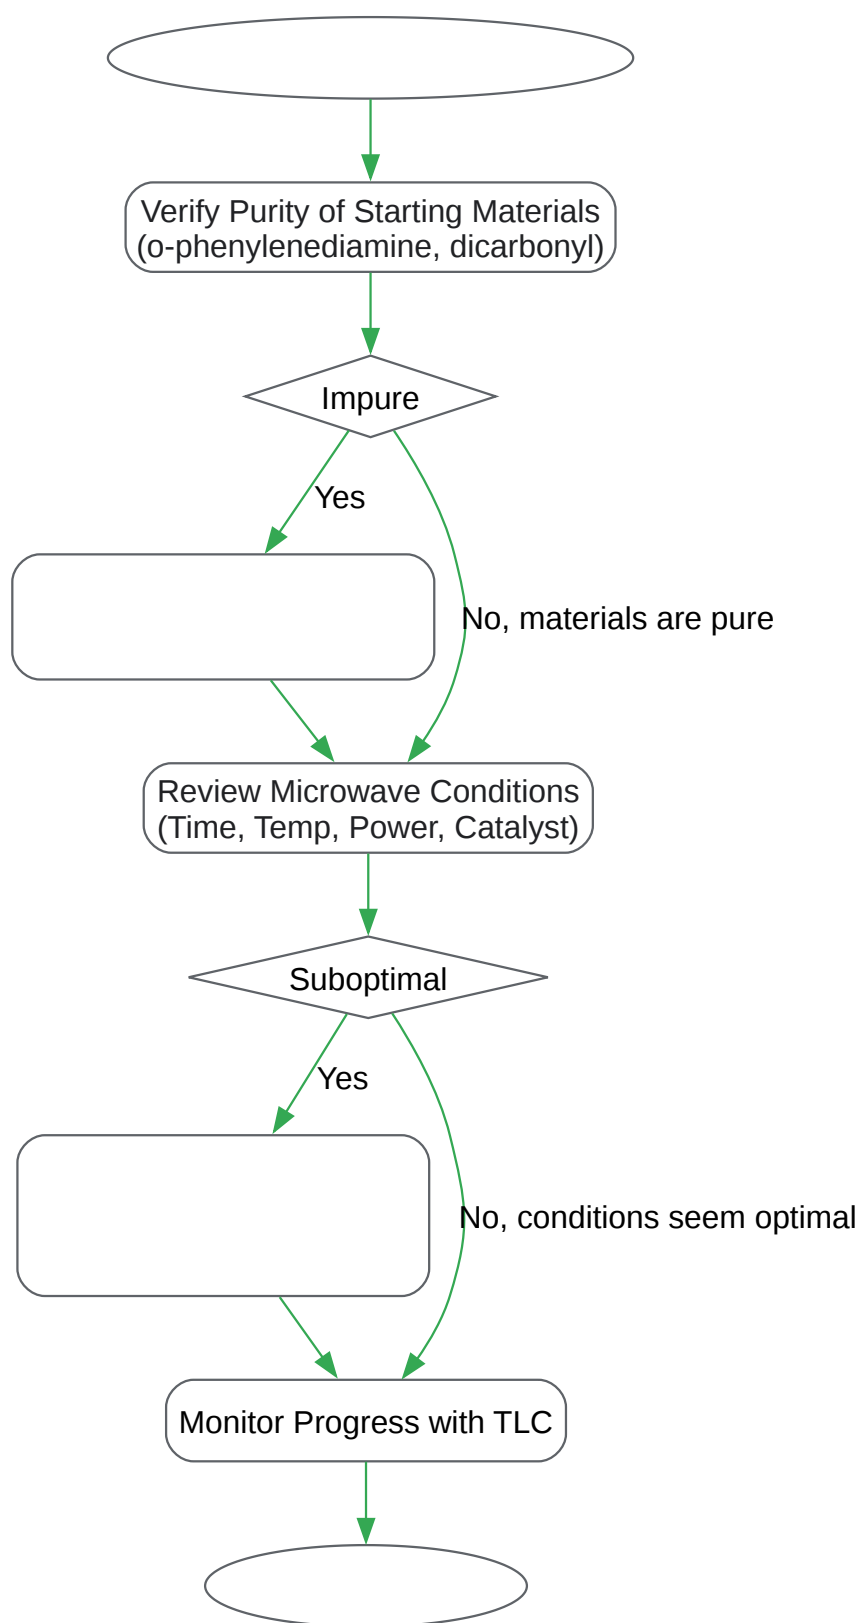 Verify Purity of Starting Materials
(o-phenylenediamine, dicarbonyl)
Impure
Yes
No, materials are pure
Review Microwave Conditions
(Time, Temp, Power, Catalyst)
Suboptimal
Yes
No, conditions seem optimal
Monitor Progress with TLC